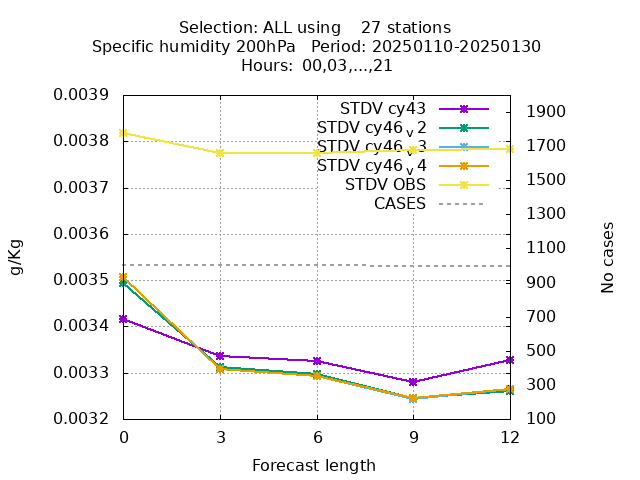 Selection: ALL using    27 stations
Specific humidity 200hPa   Period: 20250110-20250130
Hours:  00,03,...,21
g/Kg
0.0039
0.0038
0.0037
0.0036
0.0035
0.0034
0.0033
0.0032
STDV cy43
STDV cy46v2
STDV cy46v3
STDV cy46v4
STDV OBS
CASES
1900
1700
1500
1300
1100
900
700
500
300
100
No cases
0 3 6 9 12
Forecast length